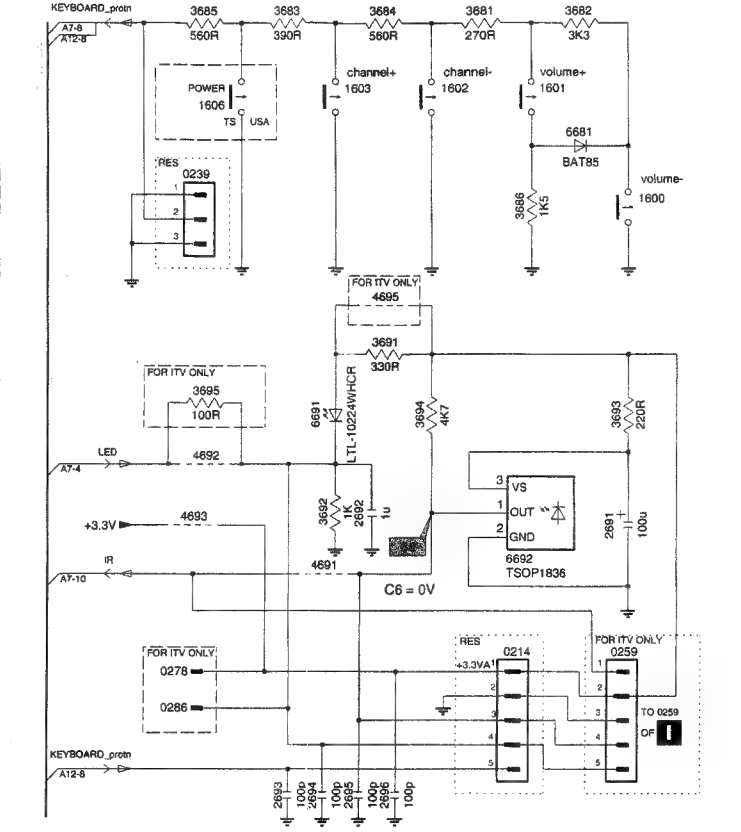 KEYBOARD_protn
A7-8
A12-8
3685
560R
3683
390R
3684
560R
3681
270R
3682
3K3
POWER
1606
TS USA
channel+
1603
channel-
1602
volume+
1601
6681
BAT85
volume-
1600
3686
1K5
RES
0239
1
2
3
FOR ITV ONLY
4695
3691
330R
FOR ITV ONLY
3695
100R
6691
LTL-10224WHCR
3694
4K7
3693
220R
LED
A7-4
4692
3692
1K
2692
1u
3 VS
1 OUT
2 GND
6692
TSOP1836
2691
+
100u
+3.3V
4693
IR
A7-10
4691
C6 = 0V
FOR ITV ONLY
0278
0286
RES
0214
+3.3VA
1
2
3
4
5
FOR ITV ONLY
0259
1
2
3
4
5
TO 0259
OF
KEYBOARD_protn
A12-8
2693
100p
2694
100p
2695
100p
2696
100p